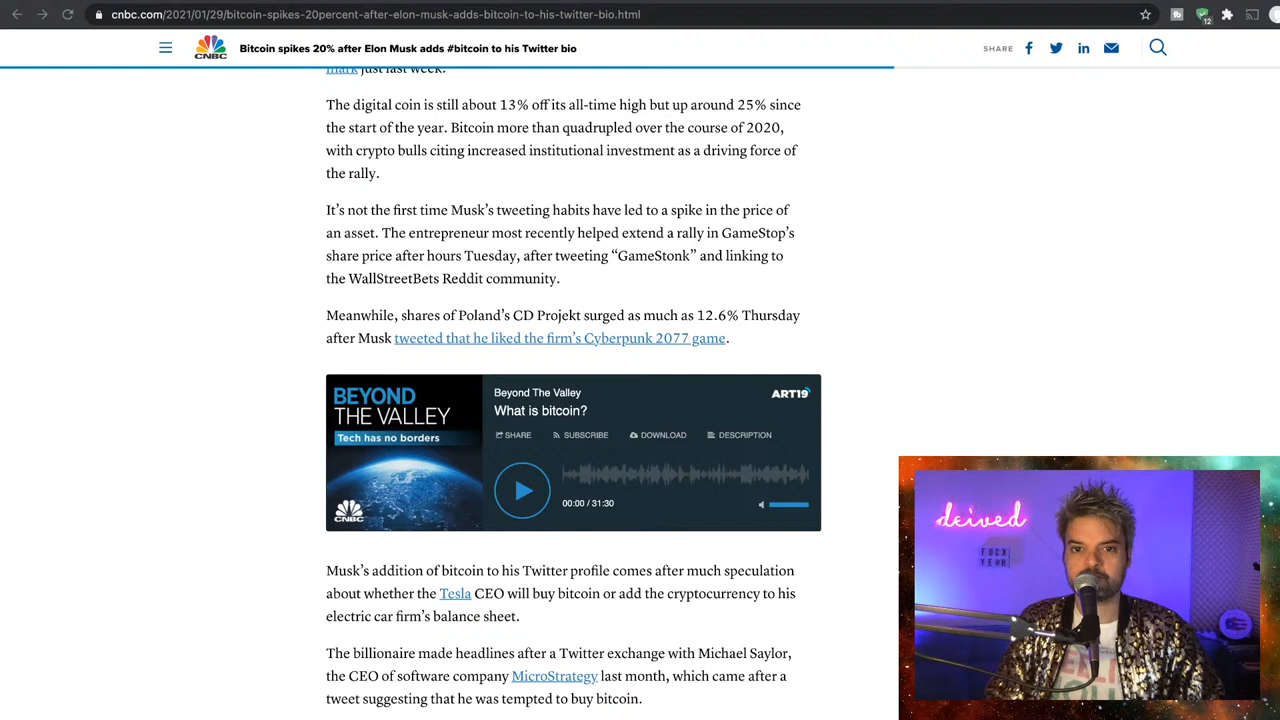 cnbc.com/2021/01/29/bitcoin-spikes-20percent-after-elon-musk-adds-bitcoin-to-his-twitter-bio.html
12
CNBC
Bitcoin spikes 20% after Elon Musk adds #bitcoin to his Twitter bio
SHARE
mark just last week.
The digital coin is still about 13% off its all-time high but up around 25% since
the start of the year. Bitcoin more than quadrupled over the course of 2020,
with crypto bulls citing increased institutional investment as a driving force of
the rally.
It’s not the first time Musk’s tweeting habits have led to a spike in the price of
an asset. The entrepreneur most recently helped extend a rally in GameStop’s
share price after hours Tuesday, after tweeting “GameStonk” and linking to
the WallStreetBets Reddit community.
Meanwhile, shares of Poland’s CD Projekt surged as much as 12.6% Thursday
after Musk tweeted that he liked the firm’s Cyberpunk 2077 game.
BEYOND
THE VALLEY
Tech has no borders
CNBC
Beyond The Valley
What is bitcoin?
ART19
SHARE
SUBSCRIBE
DOWNLOAD
DESCRIPTION
00:00 / 31:30
Musk’s addition of bitcoin to his Twitter profile comes after much speculation
about whether the Tesla CEO will buy bitcoin or add the cryptocurrency to his
electric car firm’s balance sheet.
The billionaire made headlines after a Twitter exchange with Michael Saylor,
the CEO of software company MicroStrategy last month, which came after a
tweet suggesting that he was tempted to buy bitcoin.
deived
FUCK
YEAH